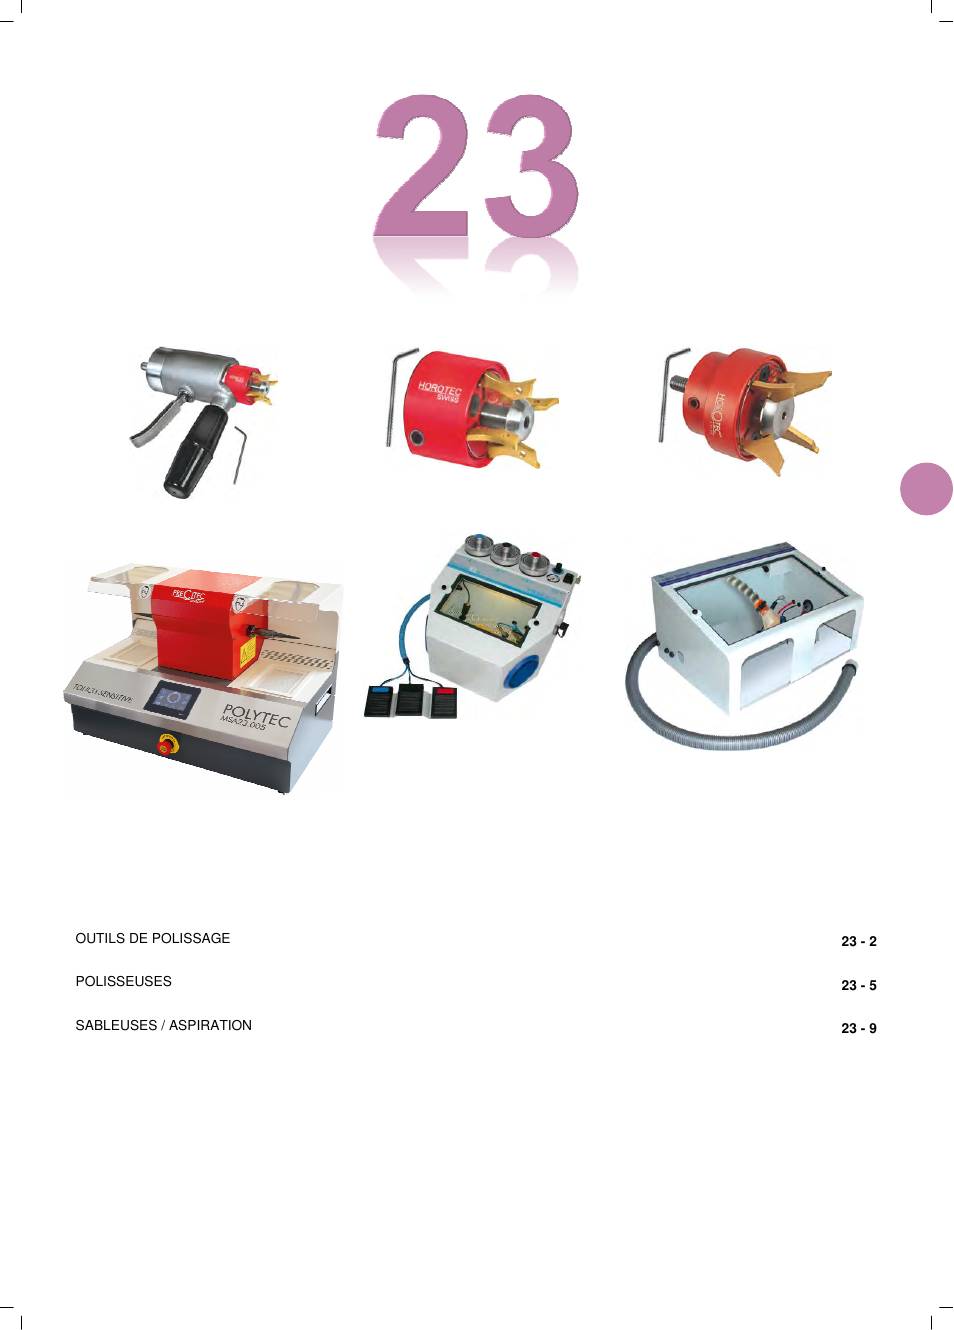 23
HOROTEC
SWISS
HOROTEC
PRECITEC
TOUCH-SENSITIVE
POLYTEC
MSA23.005
OUTILS DE POLISSAGE
23 - 2
POLISSEUSES
23 - 5
SABLEUSES / ASPIRATION
23 - 9